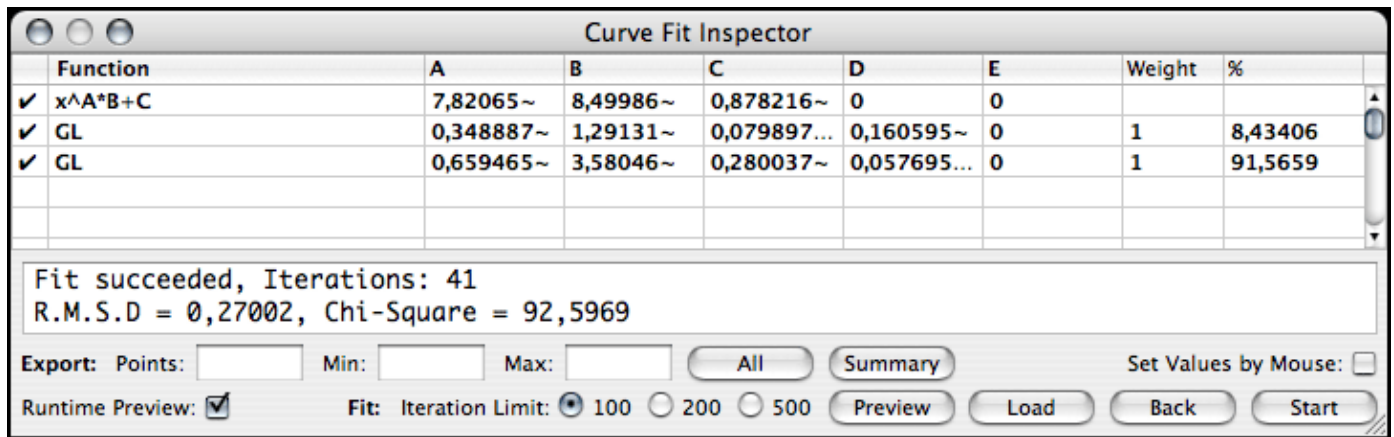 Curve Fit Inspector
Function A B C D E Weight %
✔ x^A*B+C 7,82065~ 8,49986~ 0,878216~ 0 0
✔ GL 0,348887~ 1,29131~ 0,079897... 0,160595~ 0 1 8,43406
✔ GL 0,659465~ 3,58046~ 0,280037~ 0,057695... 0 1 91,5659
Fit succeeded, Iterations: 41
R.M.S.D = 0,27002, Chi-Square = 92,5969
Export: Points: Min: Max: All Summary Set Values by Mouse:
Runtime Preview: Fit: Iteration Limit: 100 200 500 Preview Load Back Start